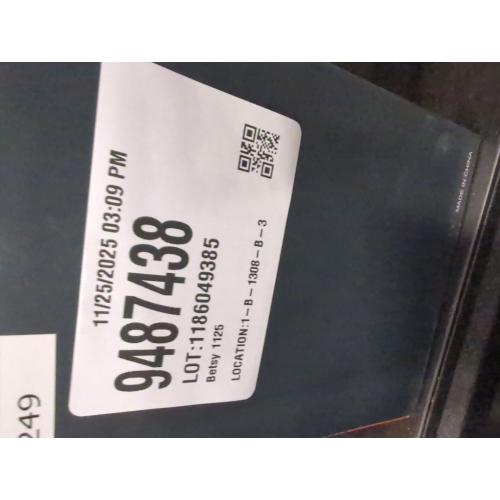 11/25/2025 03:09 PM
9487438
LOT:1186049385
Betsy 1125
LOCATION:1-B-1308-B-3
249
MADE IN CHINA